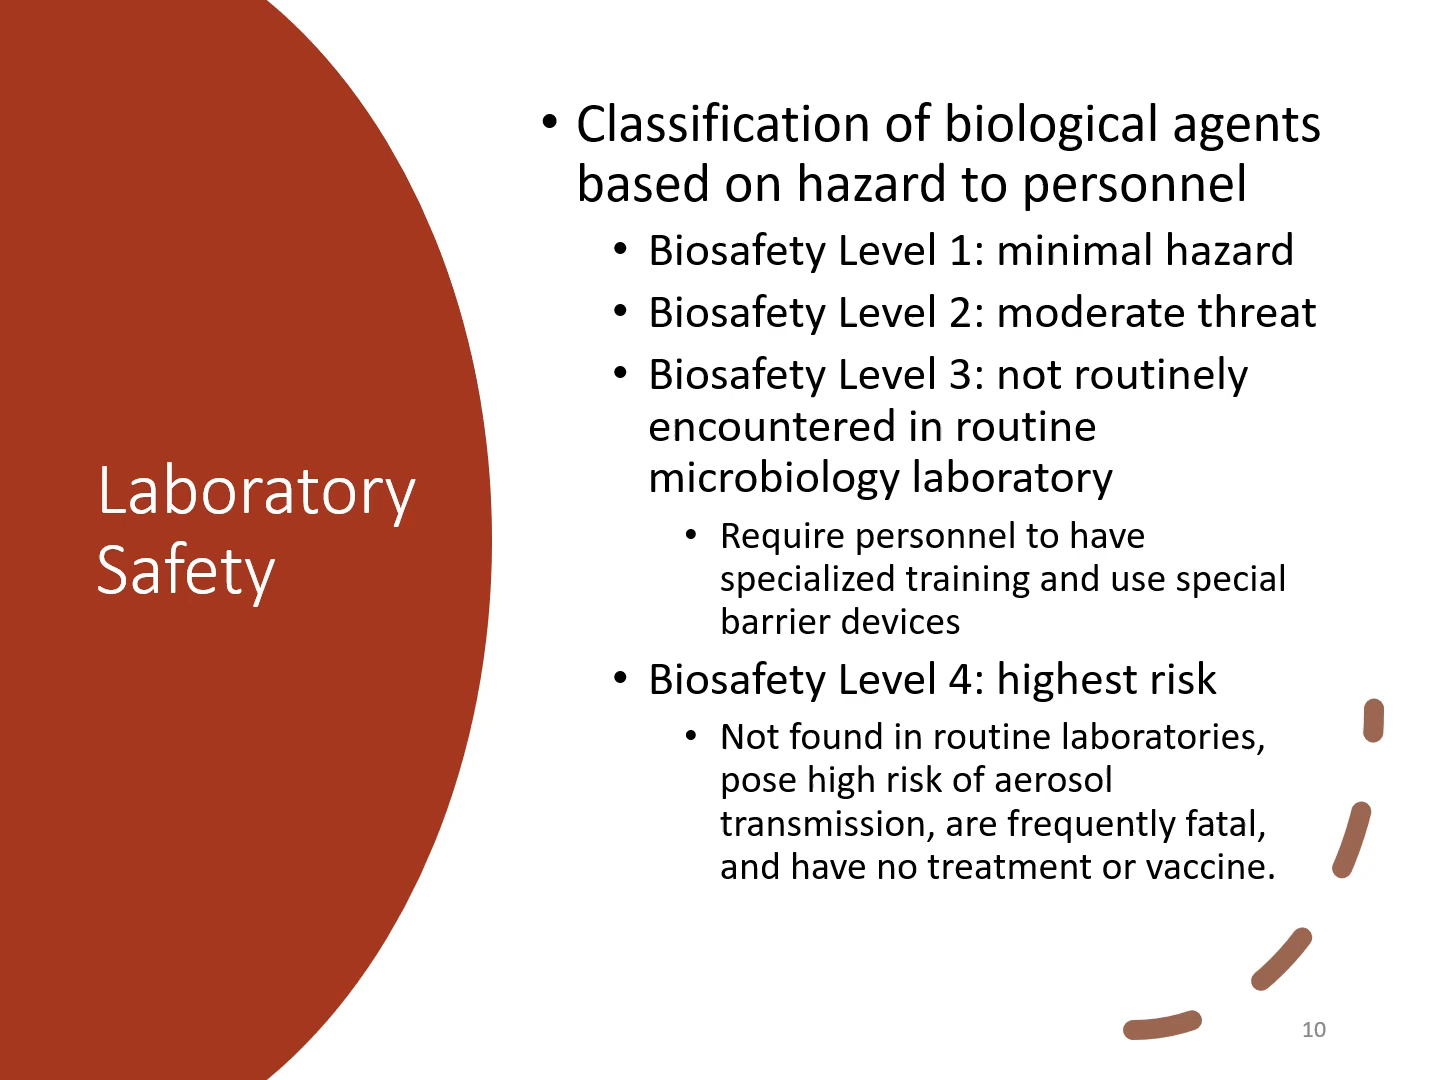 Laboratory
Safety
• Classification of biological agents
based on hazard to personnel
• Biosafety Level 1: minimal hazard
• Biosafety Level 2: moderate threat
• Biosafety Level 3: not routinely
encountered in routine
microbiology laboratory
• Require personnel to have
specialized training and use special
barrier devices
• Biosafety Level 4: highest risk
• Not found in routine laboratories,
pose high risk of aerosol
transmission, are frequently fatal,
and have no treatment or vaccine.
10